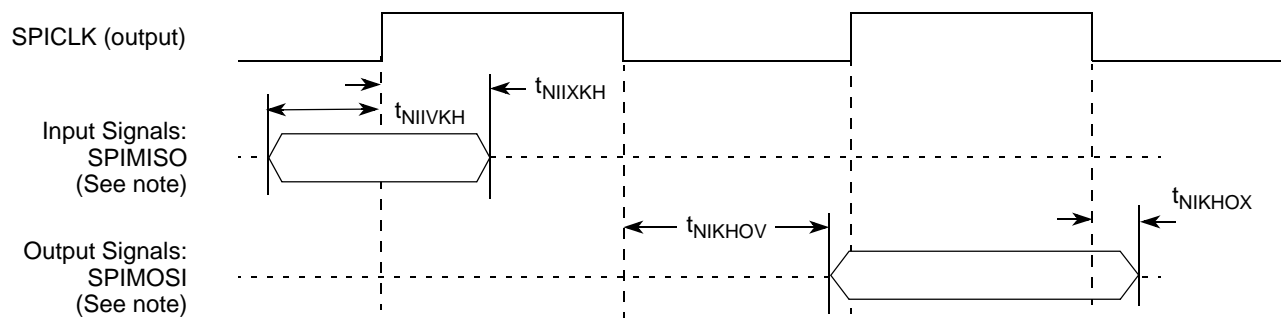 SPICLK (output)
tNIIXKH
tNIIVKH
Input Signals:
SPIMISO
(See note)
tNIKHOX
tNIKHOV
Output Signals:
SPIMOSI
(See note)